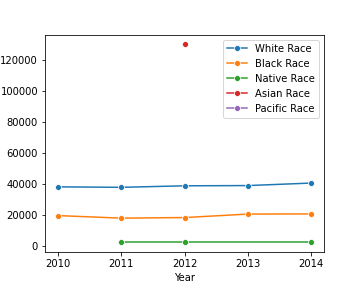 White Race
Black Race
Native Race
Asian Race
Pacific Race
120000
100000
80000
60000
40000
20000
0
2010 2011 2012 2013 2014
Year